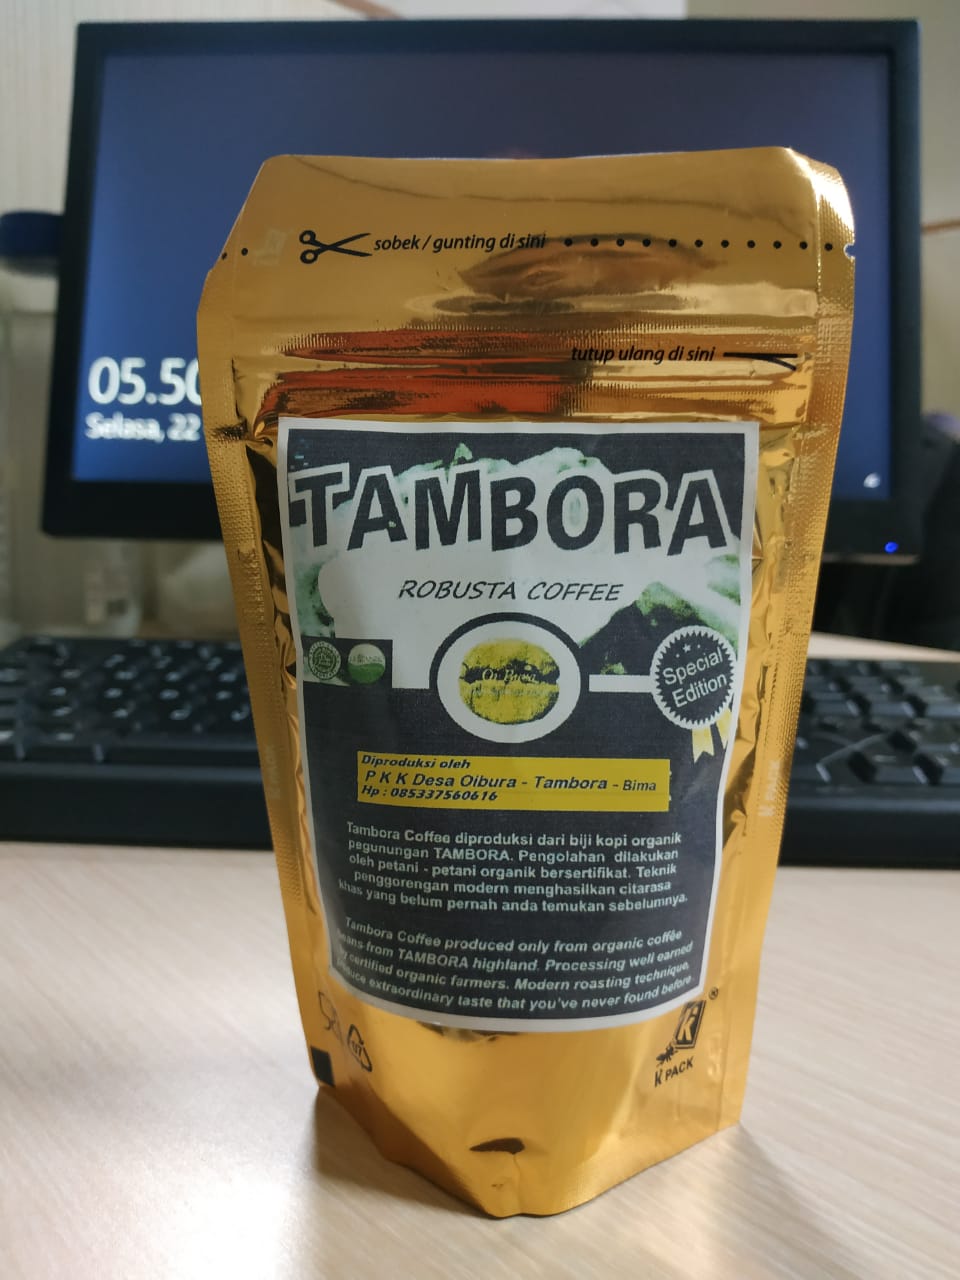 05.50
Selasa, 22
sobek / gunting di sini
tutup ulang di sini
TAMBORA
ROBUSTA COFFEE
Special
Edition
Diproduksi oleh
P K K Desa Oibura - Tambora - Bima
Hp : 085337560616
Tambora Coffee diproduksi dari biji kopi organik
pegunungan TAMBORA. Pengolahan dilakukan
oleh petani - petani organik bersertifikat. Teknik
penggorengan modern menghasilkan citarasa
khas yang belum pernah anda temukan sebelumnya.
Tambora Coffee produced only from organic coffee
beans from TAMBORA highland. Processing well earned
by certified organic farmers. Modern roasting technique,
produce extraordinary taste that you've never found before
K PACK